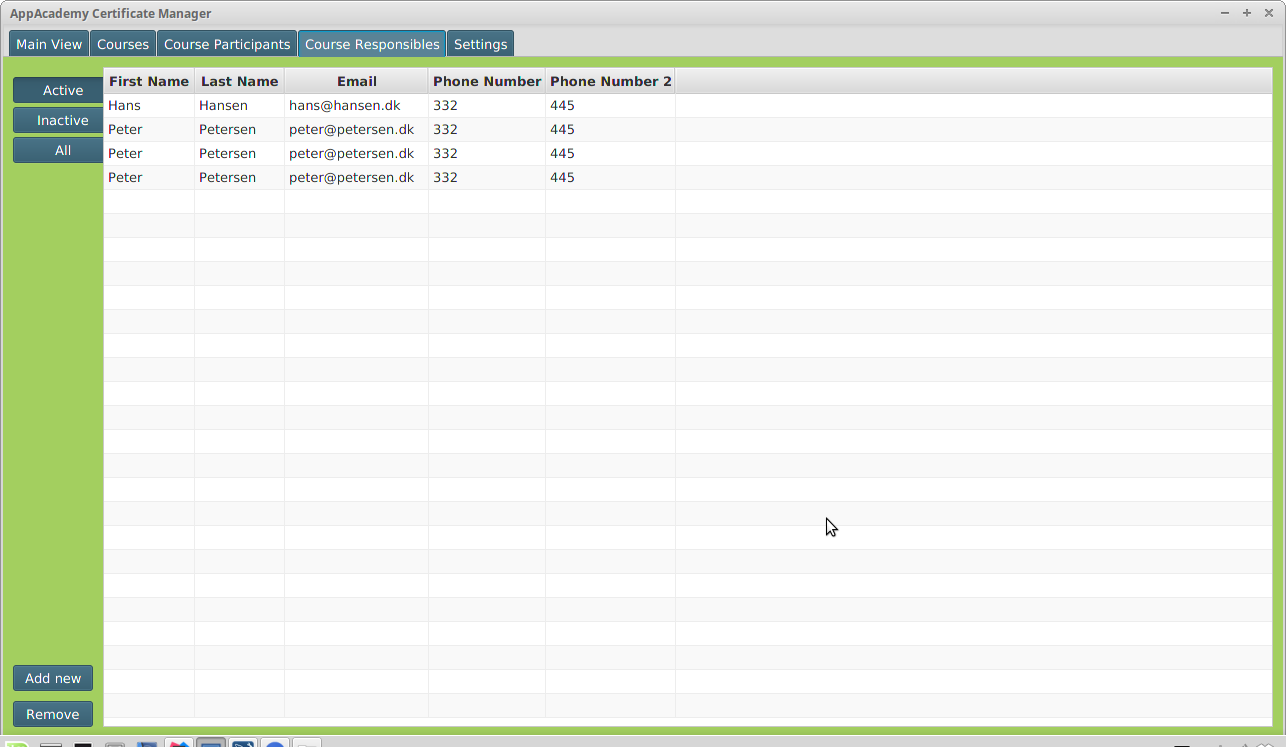 AppAcademy Certificate Manager
Main View Courses Course Participants Course Responsibles Settings
Active
Inactive
All
First Name Last Name Email Phone Number Phone Number 2
Hans Hansen hans@hansen.dk 332 445
Peter Petersen peter@petersen.dk 332 445
Peter Petersen peter@petersen.dk 332 445
Peter Petersen peter@petersen.dk 332 445
Add new
Remove